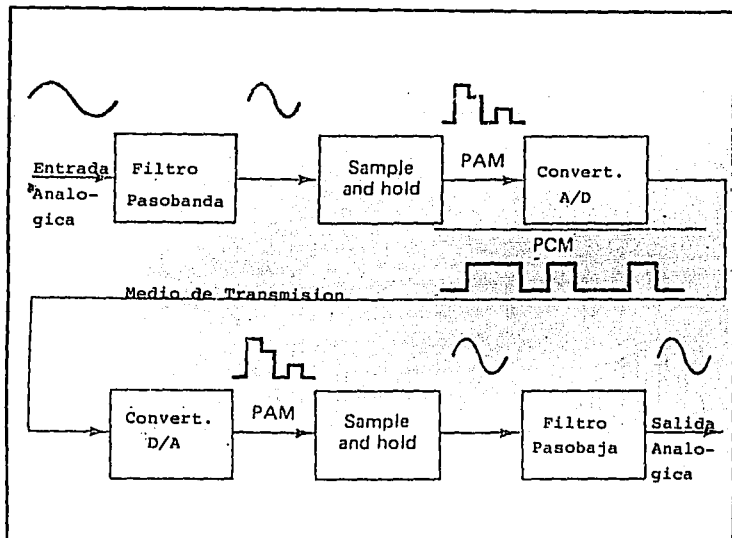 Entrada
Analo-
gica
Filtro
Pasobanda
Sample
and hold
PAM
Convert.
A/D
PCM
Medio de Transmision
Convert.
D/A
PAM
Sample
and hold
Filtro
Pasobaja
Salida
Analo-
gica